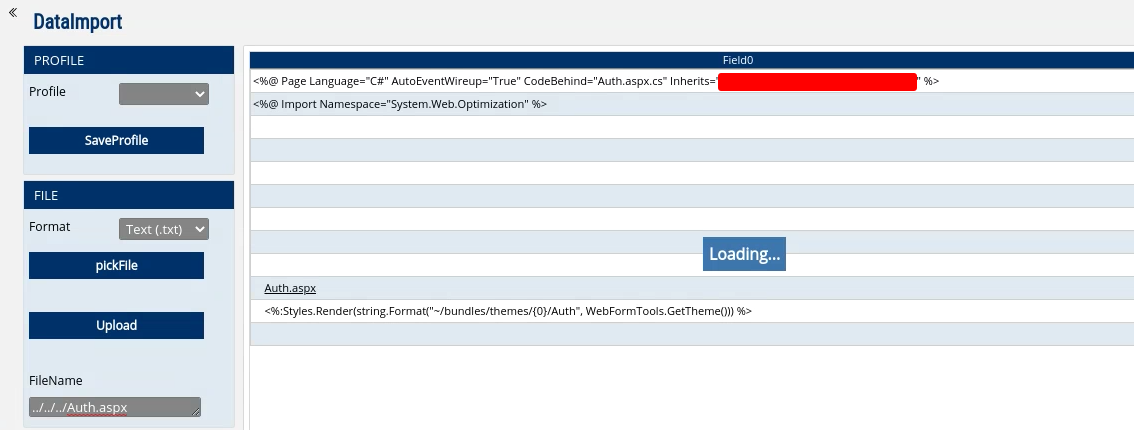 «
DataImport
PROFILE
Profile
SaveProfile
FILE
Format
Text (.txt)
pickFile
Upload
FileName
../../../Auth.aspx
Field0
<%@ Page Language="C#" AutoEventWireup="True" CodeBehind="Auth.aspx.cs" Inherits=" " %>
<%@ Import Namespace="System.Web.Optimization" %>
Loading...
Auth.aspx
<%:Styles.Render(string.Format("~/bundles/themes/{0}/Auth", WebFormTools.GetTheme())) %>